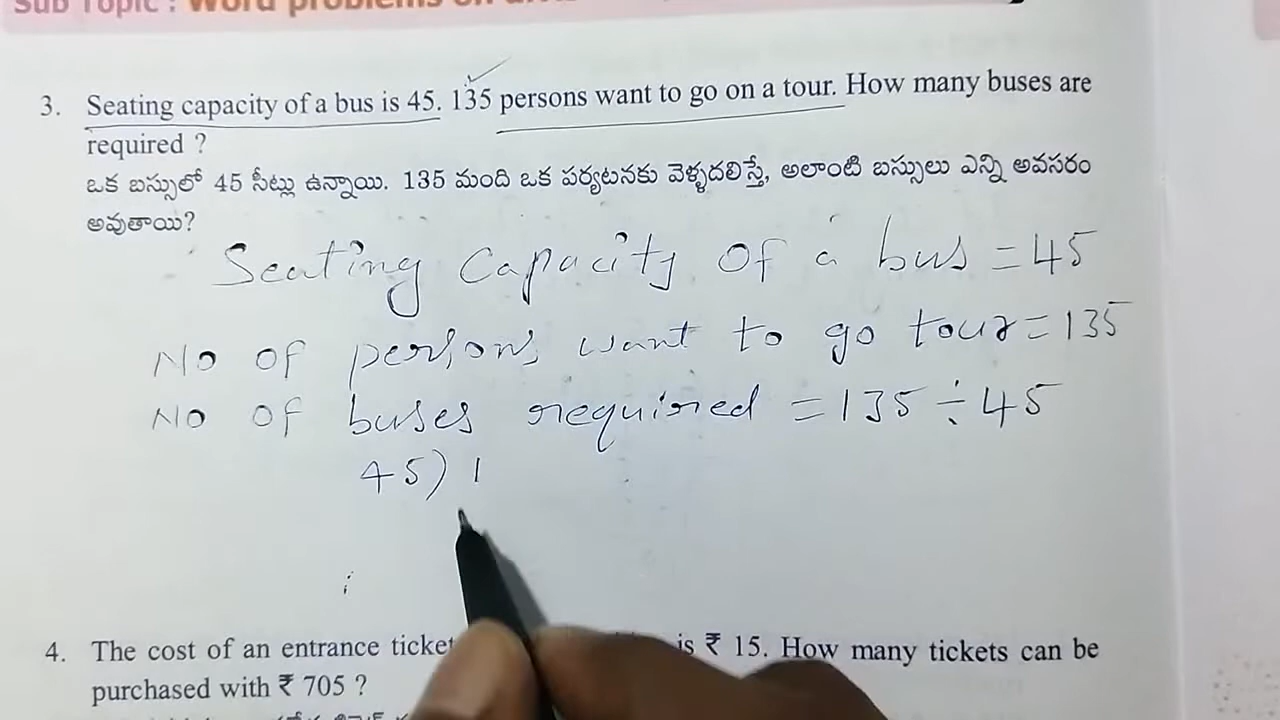 Sub Topic : Word problems on
3. Seating capacity of a bus is 45. 135 persons want to go on a tour. How many buses are
required ?
ఒక బస్సులో 45 సీట్లు ఉన్నాయి. 135 మంది ఒక పర్యటనకు వెళ్ళదలిస్తే, అలాంటి బస్సులు ఎన్ని అవసరం
అవుతాయి?
Seating Capacity Of a bus = 45
No Of persons want to go tour = 135
No Of buses required = 135 ÷ 45
45) 1
4. The cost of an entrance ticket is ₹ 15. How many tickets can be
purchased with ₹ 705 ?